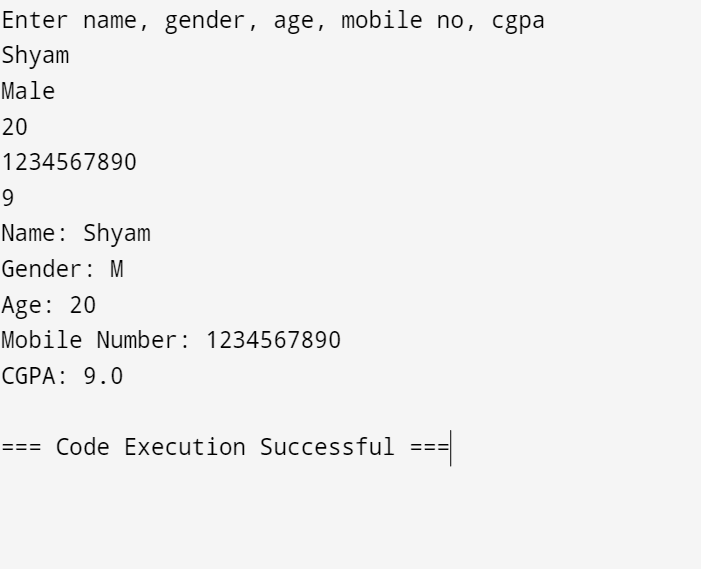 Enter name, gender, age, mobile no, cgpa
Shyam
Male
20
1234567890
9
Name: Shyam
Gender: M
Age: 20
Mobile Number: 1234567890
CGPA: 9.0
=== Code Execution Successful ===